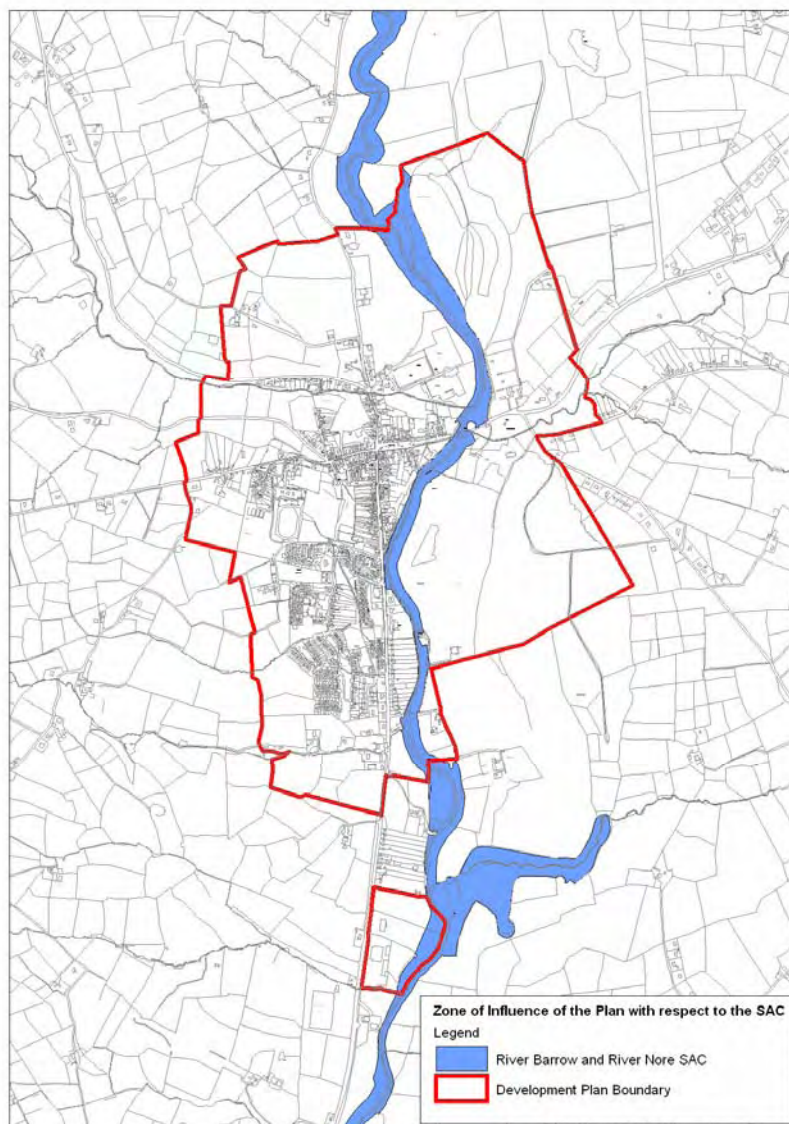 Zone of Influence of the Plan with respect to the SAC
Legend
River Barrow and River Nore SAC
Development Plan Boundary